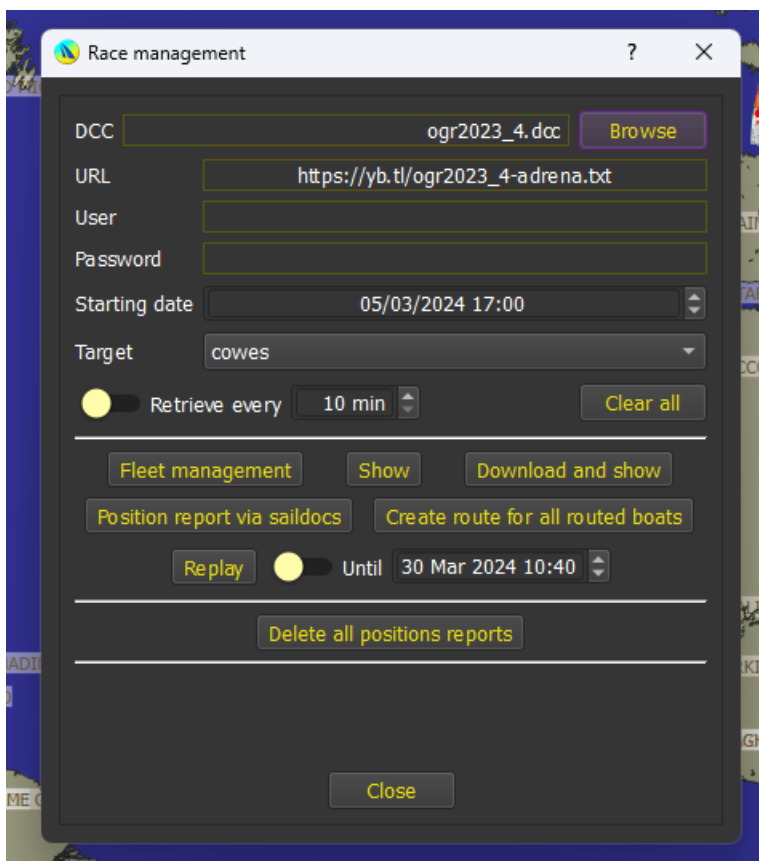 Race management
?
DCC ogr2023_4.dcc Browse
URL https://yb.tl/ogr2023_4-adrena.txt
User
Password
Starting date 05/03/2024 17:00
Target cowes
Retrieve every 10 min Clear all
Fleet management Show Download and show
Position report via saildocs Create route for all routed boats
Replay Until 30 Mar 2024 10:40
Delete all positions reports
Close